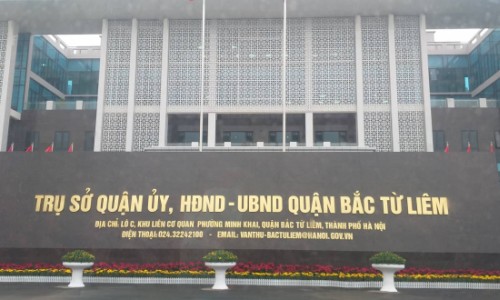 TRỤ SỞ QUẬN ỦY, HĐND - UBND QUẬN BẮC TỪ LIÊM
ĐỊA CHỈ: LÔ C, KHU LIÊN CƠ QUAN PHƯỜNG MINH KHAI, QUẬN BẮC TỪ LIÊM, THÀNH PHỐ HÀ NỘI
ĐIỆN THOẠI:024.32242100 - EMAIL: VANTHU-BACTULIEM@HANOI.GOV.VN